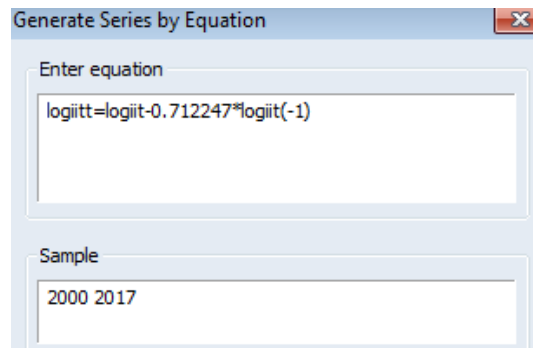 Generate Series by Equation
Enter equation
logiitt=logiit-0.712247*logiit(-1)
Sample
2000 2017